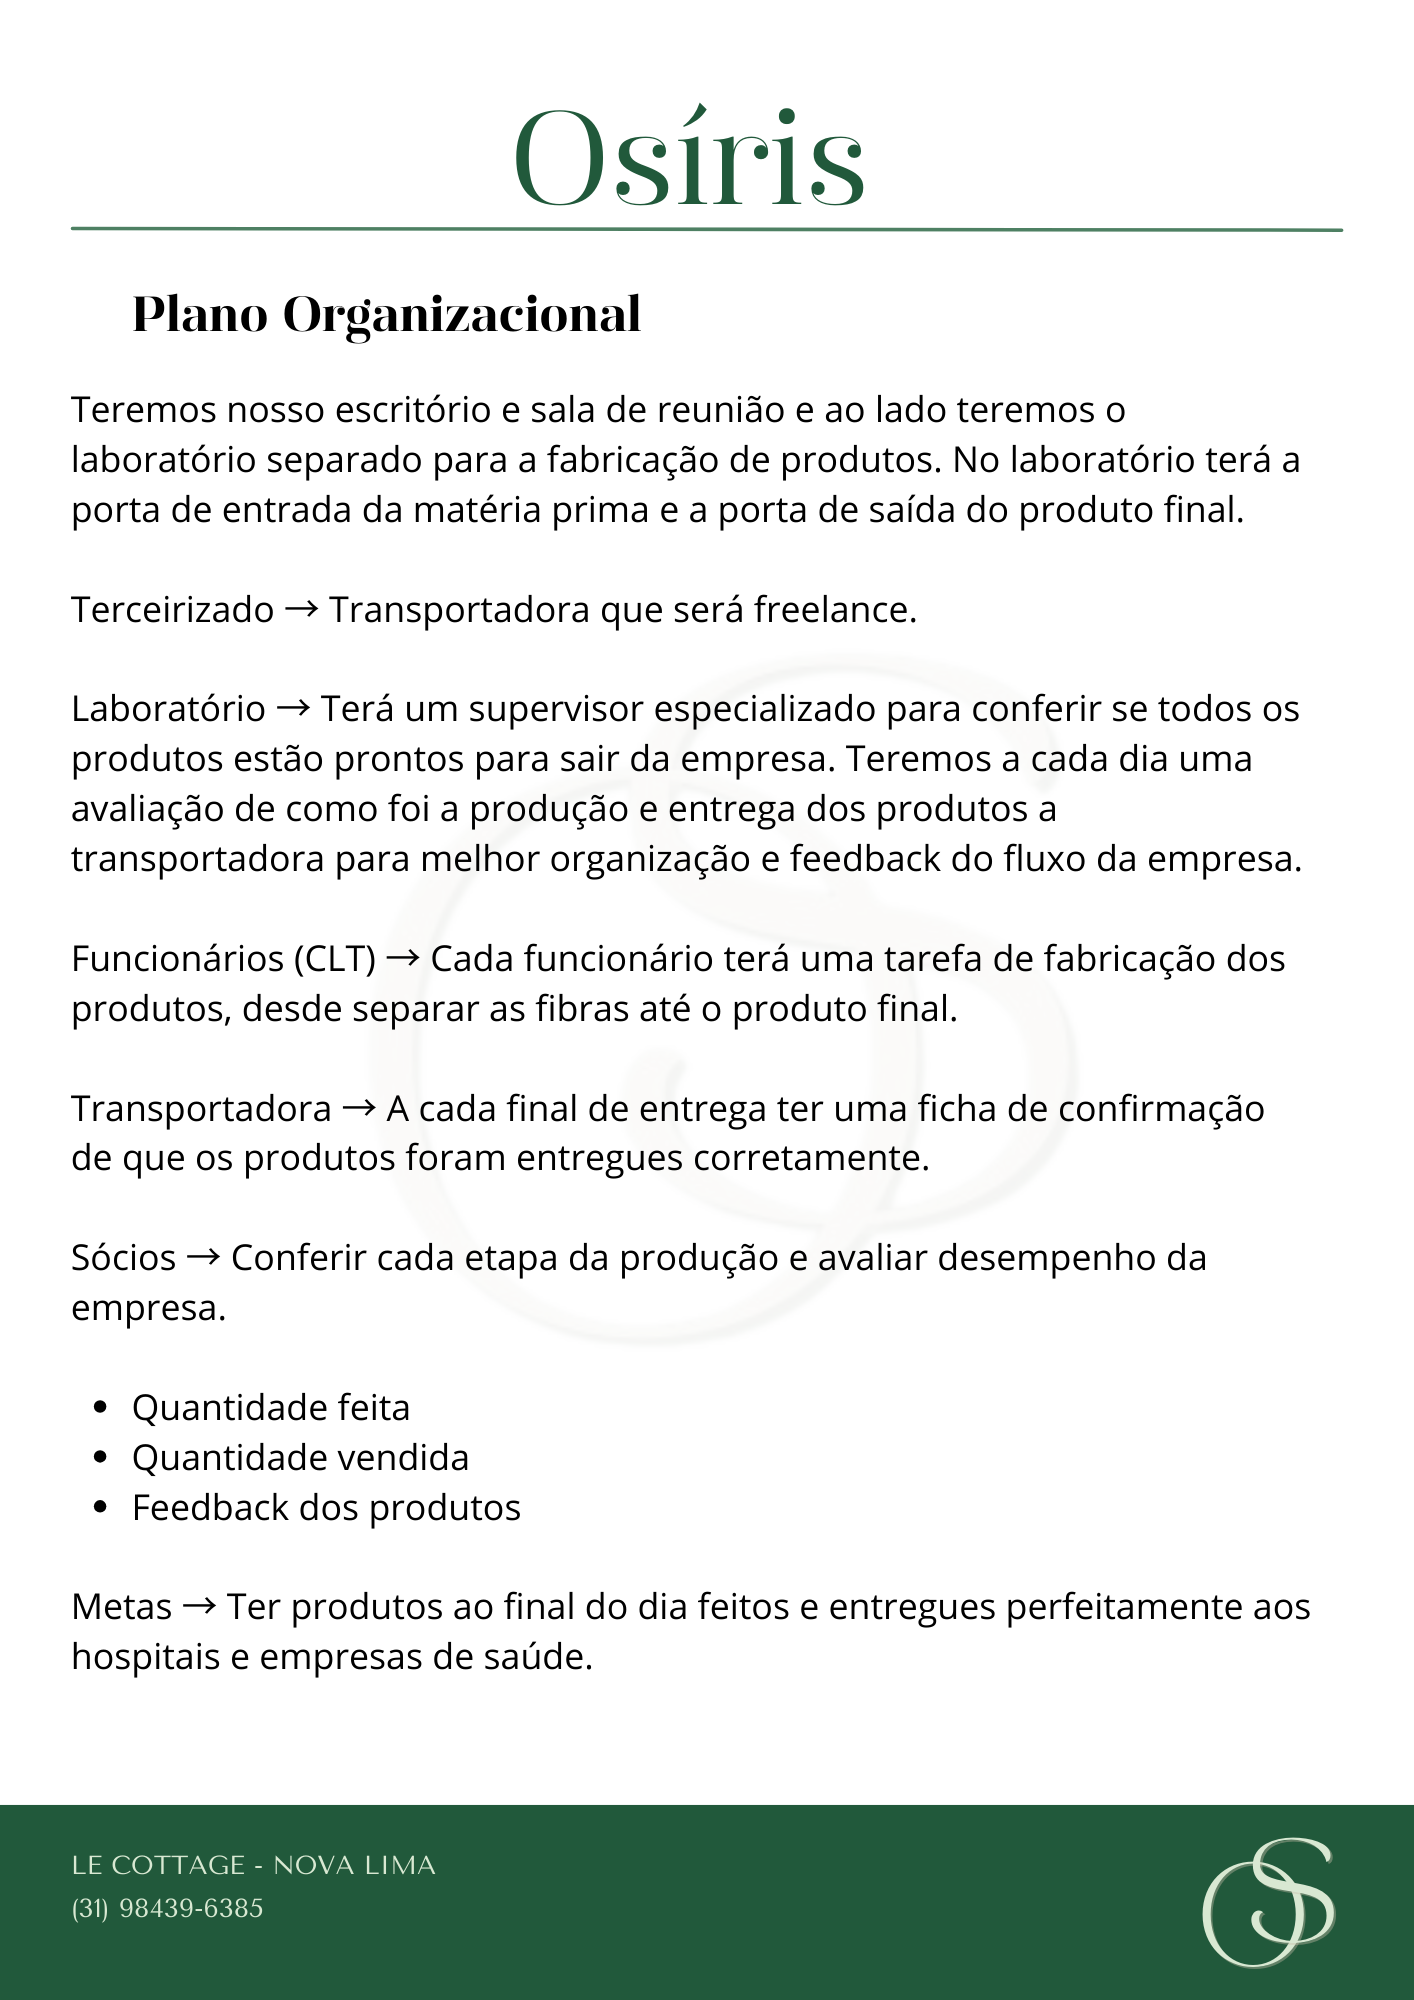 Osíris
Plano Organizacional
Teremos nosso escritório e sala de reunião e ao lado teremos o
laboratório separado para a fabricação de produtos. No laboratório terá a
porta de entrada da matéria prima e a porta de saída do produto final.
Terceirizado → Transportadora que será freelance.
Laboratório → Terá um supervisor especializado para conferir se todos os
produtos estão prontos para sair da empresa. Teremos a cada dia uma
avaliação de como foi a produção e entrega dos produtos a
transportadora para melhor organização e feedback do fluxo da empresa.
Funcionários (CLT) → Cada funcionário terá uma tarefa de fabricação dos
produtos, desde separar as fibras até o produto final.
Transportadora → A cada final de entrega ter uma ficha de confirmação
de que os produtos foram entregues corretamente.
Sócios → Conferir cada etapa da produção e avaliar desempenho da
empresa.
• Quantidade feita
• Quantidade vendida
• Feedback dos produtos
Metas → Ter produtos ao final do dia feitos e entregues perfeitamente aos
hospitais e empresas de saúde.
LE COTTAGE - NOVA LIMA
(31) 98439-6385
OS